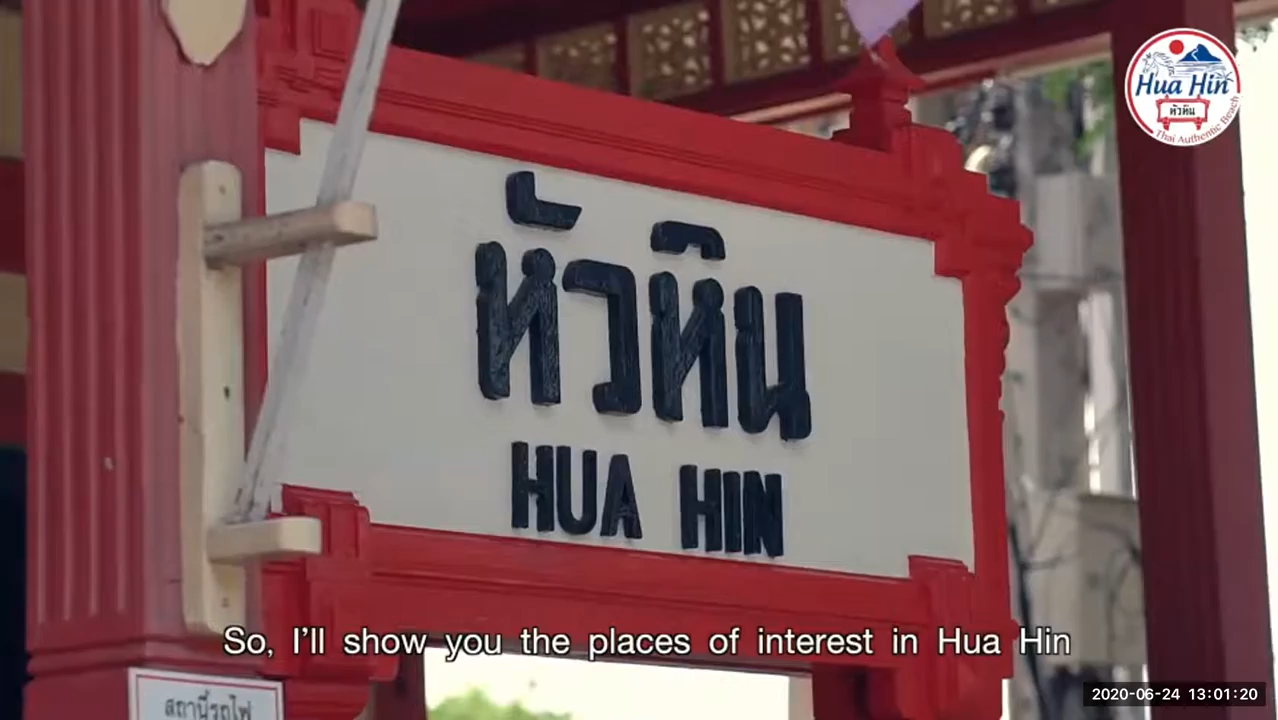 Hua Hin
หัวหิน
Thai Authentic Beach
หัวหิน
HUA HIN
So, I'll show you the places of interest in Hua Hin
สถานีรถไฟ
2020-06-24 13:01:20